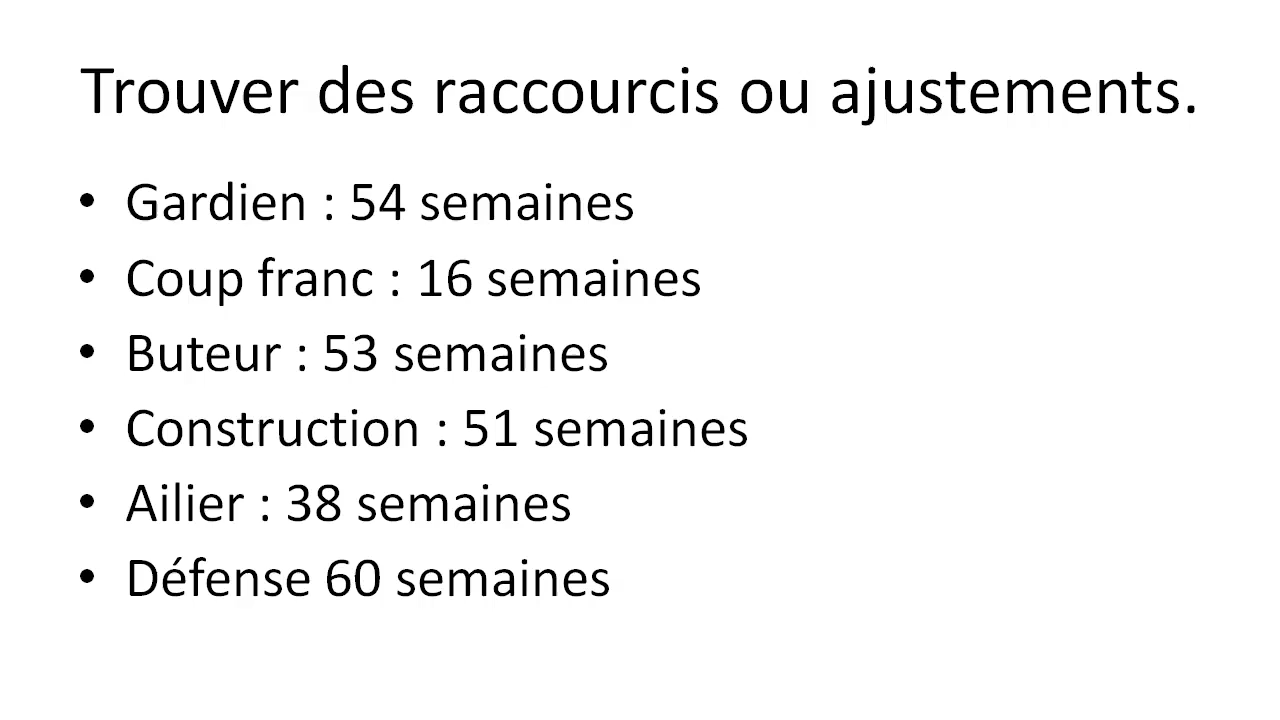 Trouver des raccourcis ou ajustements.
• Gardien : 54 semaines
• Coup franc : 16 semaines
• Buteur : 53 semaines
• Construction : 51 semaines
• Ailier : 38 semaines
• Défense 60 semaines